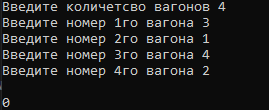 Введите количетсво вагонов 4
Введите номер 1го вагона 3
Введите номер 2го вагона 1
Введите номер 3го вагона 4
Введите номер 4го вагона 2
0